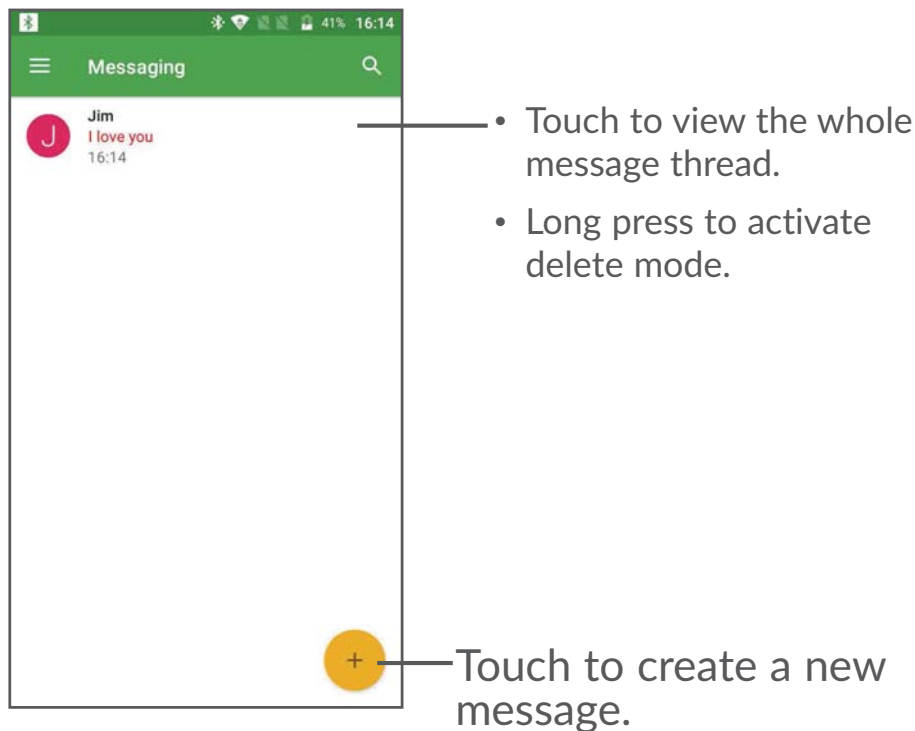 41% 16:14
Messaging
Jim
J
I love you
16:14
• Touch to view the whole
message thread.
• Long press to activate
delete mode.
+
Touch to create a new
message.